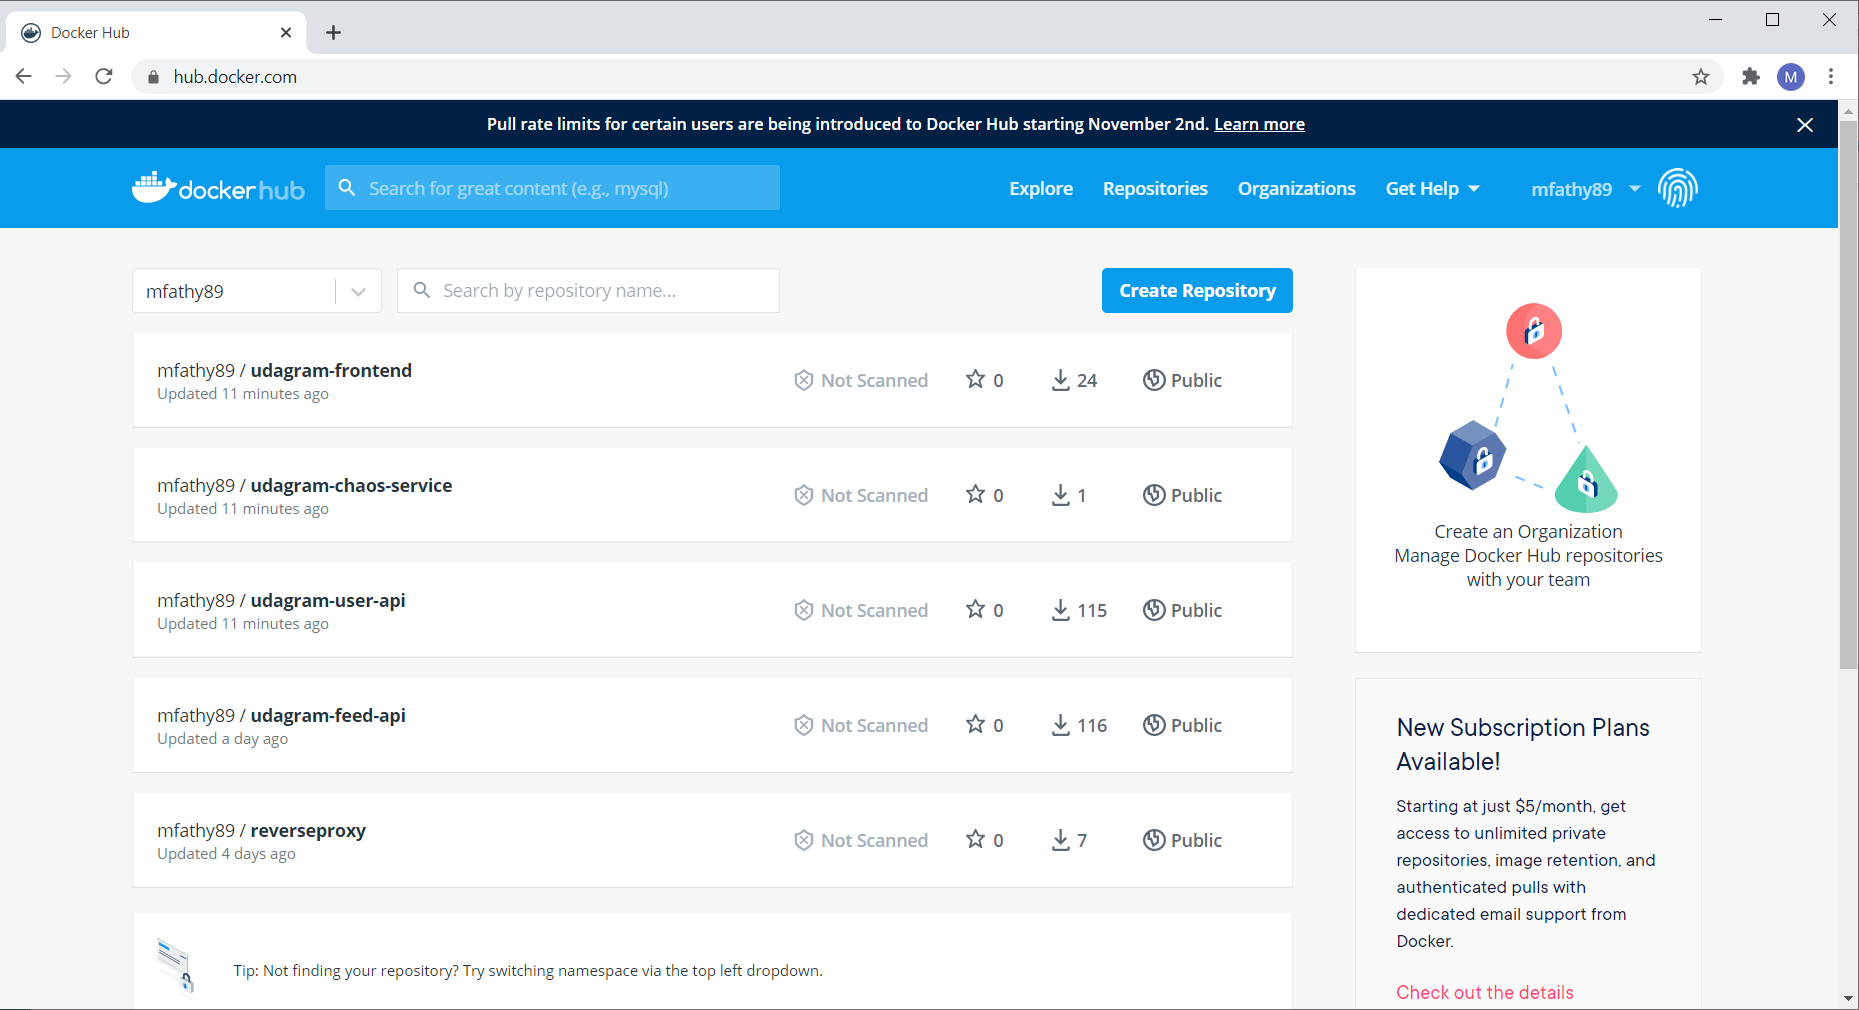 Docker Hub
hub.docker.com
M
Pull rate limits for certain users are being introduced to Docker Hub starting November 2nd. Learn more
docker hub
Search for great content (e.g., mysql)
Explore
Repositories
Organizations
Get Help
mfathy89
mfathy89
Search by repository name...
Create Repository
mfathy89 / udagram-frontend
Updated 11 minutes ago
Not Scanned
0
24
Public
mfathy89 / udagram-chaos-service
Updated 11 minutes ago
Not Scanned
0
1
Public
mfathy89 / udagram-user-api
Updated 11 minutes ago
Not Scanned
0
115
Public
mfathy89 / udagram-feed-api
Updated a day ago
Not Scanned
0
116
Public
mfathy89 / reverseproxy
Updated 4 days ago
Not Scanned
0
7
Public
Tip: Not finding your repository? Try switching namespace via the top left dropdown.
Create an Organization
Manage Docker Hub repositories
with your team
New Subscription Plans
Available!
Starting at just $5/month, get
access to unlimited private
repositories, image retention, and
authenticated pulls with
dedicated email support from
Docker.
Check out the details